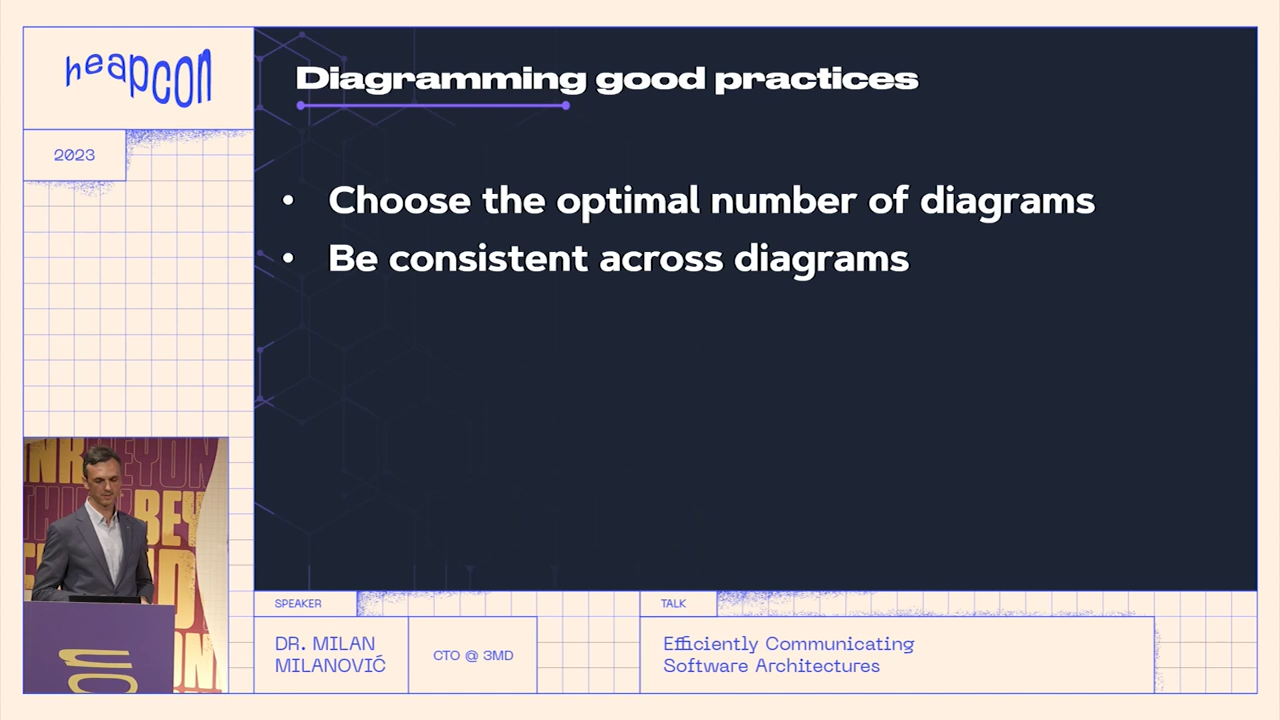 heapcon
2023
Diagramming good practices
• Choose the optimal number of diagrams
• Be consistent across diagrams
SPEAKER
DR. MILAN
MILANOVIĆ
CTO @ 3MD
TALK
Efficiently Communicating
Software Architectures